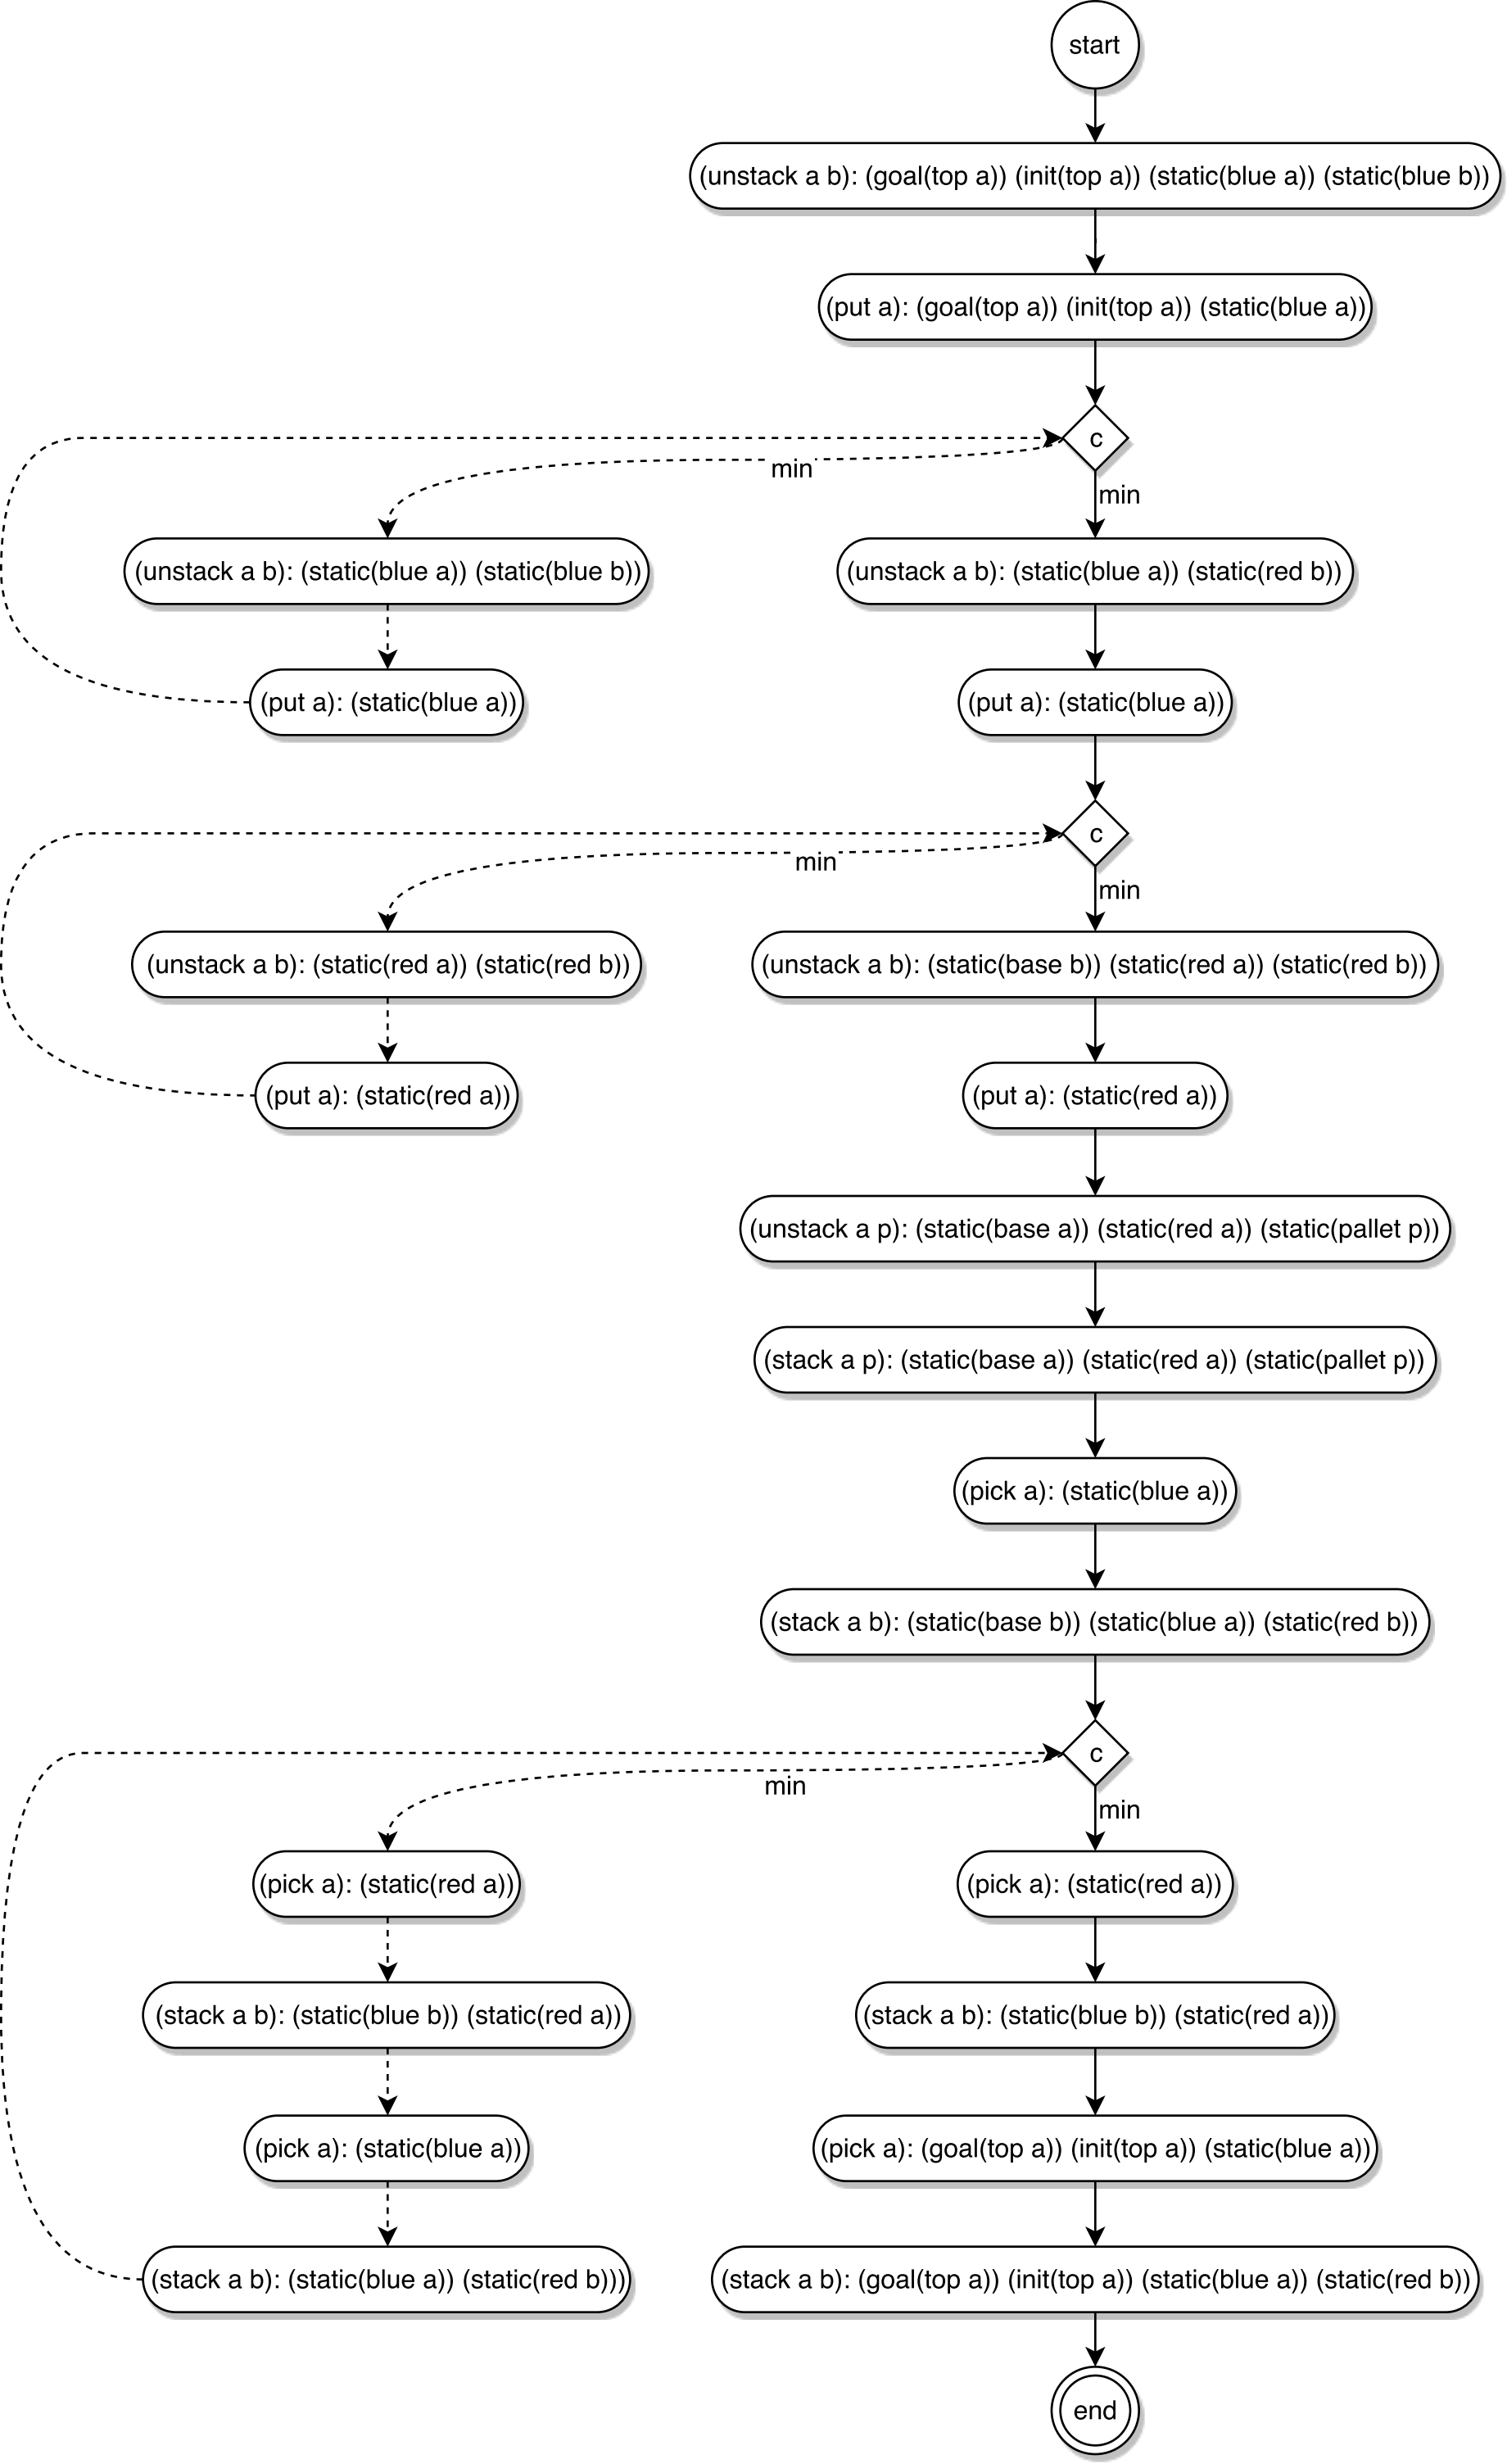 start
(unstack a b): (goal(top a)) (init(top a)) (static(blue a)) (static(blue b))
(put a): (goal(top a)) (init(top a)) (static(blue a))
c
min
min
(unstack a b): (static(blue a)) (static(blue b))
(unstack a b): (static(blue a)) (static(red b))
(put a): (static(blue a))
(put a): (static(blue a))
c
min
min
(unstack a b): (static(red a)) (static(red b))
(unstack a b): (static(base b)) (static(red a)) (static(red b))
(put a): (static(red a))
(put a): (static(red a))
(unstack a p): (static(base a)) (static(red a)) (static(pallet p))
(stack a p): (static(base a)) (static(red a)) (static(pallet p))
(pick a): (static(blue a))
(stack a b): (static(base b)) (static(blue a)) (static(red b))
c
min
min
(pick a): (static(red a))
(pick a): (static(red a))
(stack a b): (static(blue b)) (static(red a))
(stack a b): (static(blue b)) (static(red a))
(pick a): (static(blue a))
(pick a): (goal(top a)) (init(top a)) (static(blue a))
(stack a b): (static(blue a)) (static(red b)))
(stack a b): (goal(top a)) (init(top a)) (static(blue a)) (static(red b))
end